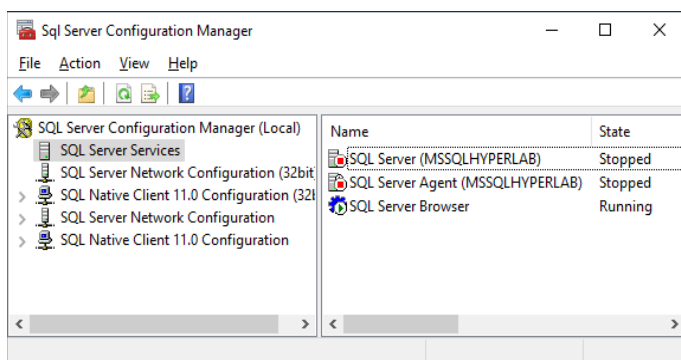 Sql Server Configuration Manager
File Action View Help
SQL Server Configuration Manager (Local)
SQL Server Services
SQL Server Network Configuration (32bit
SQL Native Client 11.0 Configuration (32b
SQL Server Network Configuration
SQL Native Client 11.0 Configuration
Name State
SQL Server (MSSQLHYPERLAB) Stopped
SQL Server Agent (MSSQLHYPERLAB) Stopped
SQL Server Browser Running